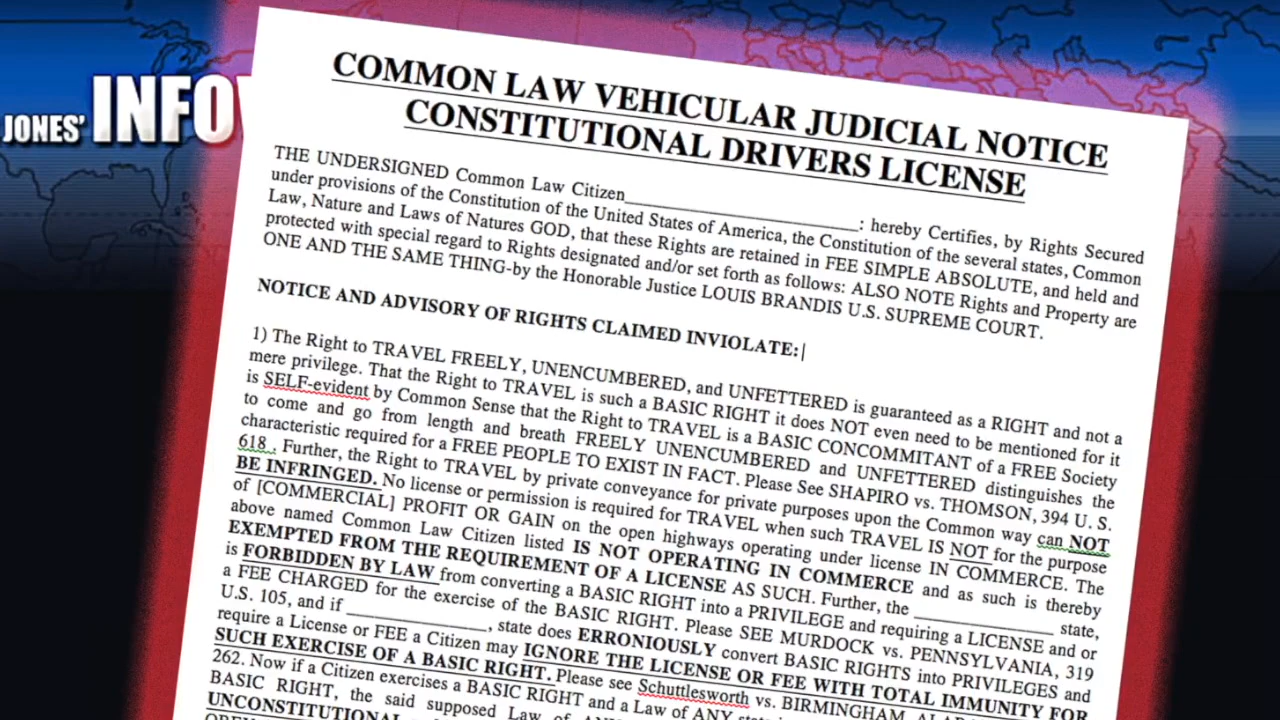 JONES' INFO
COMMON LAW VEHICULAR JUDICIAL NOTICE
CONSTITUTIONAL DRIVERS LICENSE
THE UNDERSIGNED Common Law Citizen____________________: hereby Certifies, by Rights Secured
under provisions of the Constitution of the United States of America, the Constitution of the several states, Common
Law, Nature and Laws of Natures GOD, that these Rights are retained in FEE SIMPLE ABSOLUTE, and held and
protected with special regard to Rights designated and/or set forth as follows: ALSO NOTE Rights and Property are
ONE AND THE SAME THING-by the Honorable Justice LOUIS BRANDIS U.S. SUPREME COURT.
NOTICE AND ADVISORY OF RIGHTS CLAIMED INVIOLATE:
1) The Right to TRAVEL FREELY, UNENCUMBERED, and UNFETTERED is guaranteed as a RIGHT and not a
mere privilege. That the Right to TRAVEL is such a BASIC RIGHT it does NOT even need to be mentioned for it
is SELF-evident by Common Sense that the Right to TRAVEL is a BASIC CONCOMMITANT of a FREE Society
to come and go from length and breath FREELY UNENCUMBERED and UNFETTERED distinguishes the
characteristic required for a FREE PEOPLE TO EXIST IN FACT. Please See SHAPIRO vs. THOMSON, 394 U. S.
618 . Further, the Right to TRAVEL by private conveyance for private purposes upon the Common way can NOT
BE INFRINGED. No license or permission is required for TRAVEL when such TRAVEL IS NOT for the purpose
of [COMMERCIAL] PROFIT OR GAIN on the open highways operating under license IN COMMERCE. The
above named Common Law Citizen listed IS NOT OPERATING IN COMMERCE and as such is thereby
EXEMPTED FROM THE REQUIREMENT OF A LICENSE AS SUCH. Further, the ____________ state,
is FORBIDDEN BY LAW from converting a BASIC RIGHT into a PRIVILEGE and requiring a LICENSE and or
a FEE CHARGED for the exercise of the BASIC RIGHT. Please SEE MURDOCK vs. PENNSYLVANIA, 319
U.S. 105, and if ____________, state does ERRONIOUSLY convert BASIC RIGHTS into PRIVILEGES and
require a License or FEE a Citizen may IGNORE THE LICENSE OR FEE WITH TOTAL IMMUNITY FOR
SUCH EXERCISE OF A BASIC RIGHT. Please see Schuttlesworth vs. BIRMINGHAM, ALABA
262. Now if a Citizen exercises a BASIC RIGHT and a Law of ANY state i
BASIC RIGHT, the said supposed Law of
UNCONSTITUTIONAL